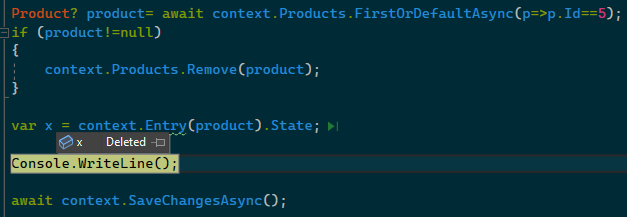 Product? product= await context.Products.FirstOrDefaultAsync(p=>p.Id==5);
if (product!=null)
{
context.Products.Remove(product);
}
var x = context.Entry(product).State;
x Deleted
Console.WriteLine();
await context.SaveChangesAsync();